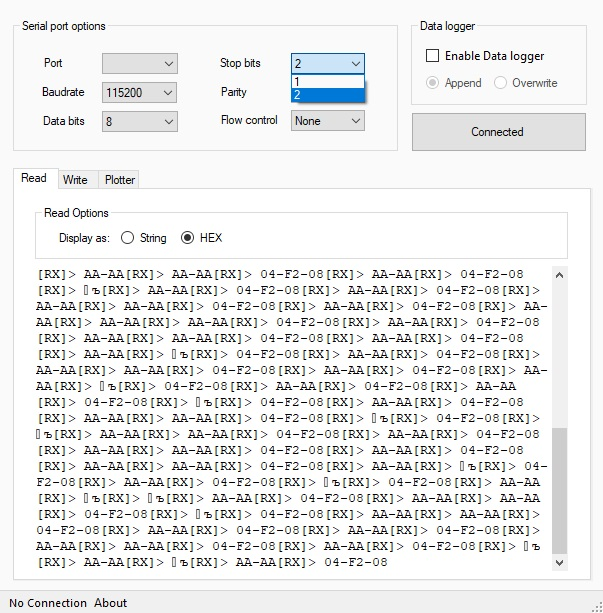 Serial port options
Port
Baudrate 115200
Data bits 8
Stop bits 2
1
2
Parity
Flow control None
Data logger
Enable Data logger
Append Overwrite
Connected
Read Write Plotter
Read Options
Display as: String HEX
[RX]> AA-AA[RX]> AA-AA[RX]> 04-F2-08[RX]> AA-AA[RX]> 04-F2-08
[RX]> ▯ъ[RX]> AA-AA[RX]> 04-F2-08[RX]> AA-AA[RX]> 04-F2-08[RX]>
AA-AA[RX]> AA-AA[RX]> 04-F2-08[RX]> AA-AA[RX]> 04-F2-08[RX]> AA-
AA[RX]> AA-AA[RX]> AA-AA[RX]> 04-F2-08[RX]> AA-AA[RX]> 04-F2-08
[RX]> AA-AA[RX]> AA-AA[RX]> 04-F2-08[RX]> AA-AA[RX]> 04-F2-08
[RX]> AA-AA[RX]> ▯ъ[RX]> 04-F2-08[RX]> AA-AA[RX]> 04-F2-08[RX]>
AA-AA[RX]> AA-AA[RX]> 04-F2-08[RX]> AA-AA[RX]> 04-F2-08[RX]> AA-
AA[RX]> ▯ъ[RX]> 04-F2-08[RX]> AA-AA[RX]> 04-F2-08[RX]> AA-AA
[RX]> 04-F2-08[RX]> ▯ъ[RX]> 04-F2-08[RX]> AA-AA[RX]> 04-F2-08
[RX]> AA-AA[RX]> AA-AA[RX]> 04-F2-08[RX]> ▯ъ[RX]> 04-F2-08[RX]>
▯ъ[RX]> AA-AA[RX]> AA-AA[RX]> 04-F2-08[RX]> AA-AA[RX]> 04-F2-08
[RX]> AA-AA[RX]> AA-AA[RX]> 04-F2-08[RX]> AA-AA[RX]> 04-F2-08
[RX]> AA-AA[RX]> 04-F2-08[RX]> AA-AA[RX]> AA-AA[RX]> ▯ъ[RX]> 04-
F2-08[RX]> AA-AA[RX]> 04-F2-08[RX]> ▯ъ[RX]> 04-F2-08[RX]> AA-AA
[RX]> ▯ъ[RX]> ▯ъ[RX]> AA-AA[RX]> 04-F2-08[RX]> AA-AA[RX]> AA-AA
[RX]> 04-F2-08[RX]> ▯ъ[RX]> 04-F2-08[RX]> AA-AA[RX]> AA-AA[RX]>
04-F2-08[RX]> AA-AA[RX]> 04-F2-08[RX]> AA-AA[RX]> 04-F2-08[RX]>
AA-AA[RX]> AA-AA[RX]> AA-AA[RX]> 04-F2-08[RX]> AA-AA[RX]> ▯ъ
[RX]> AA-AA[RX]> ▯ъ[RX]> AA-AA[RX]> 04-F2-08
No Connection About